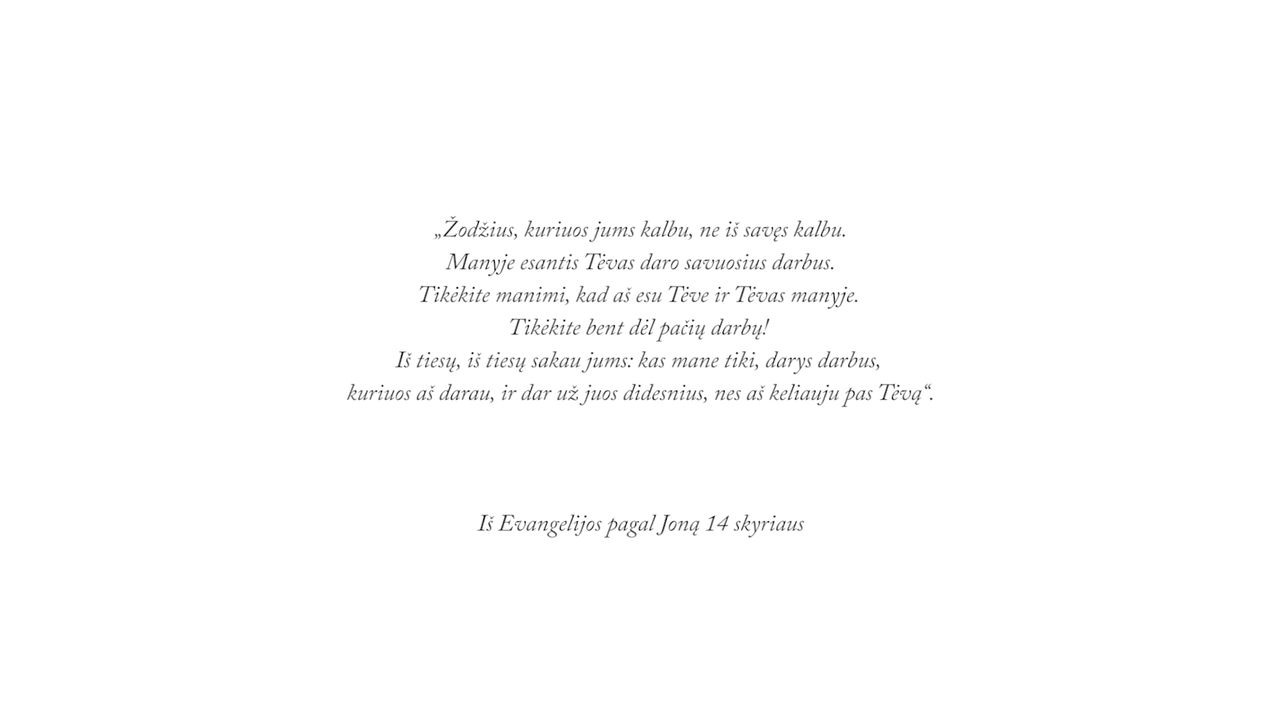 „Žodžius, kuriuos jums kalbu, ne iš savęs kalbu.
Manyje esantis Tėvas daro savuosius darbus.
Tikėkite manimi, kad aš esu Tėve ir Tėvas manyje.
Tikėkite bent dėl pačių darbų!
Iš tiesų, iš tiesų sakau jums: kas mane tiki, darys darbus,
kuriuos aš darau, ir dar už juos didesnius, nes aš keliauju pas Tėvą“.
Iš Evangelijos pagal Joną 14 skyriaus